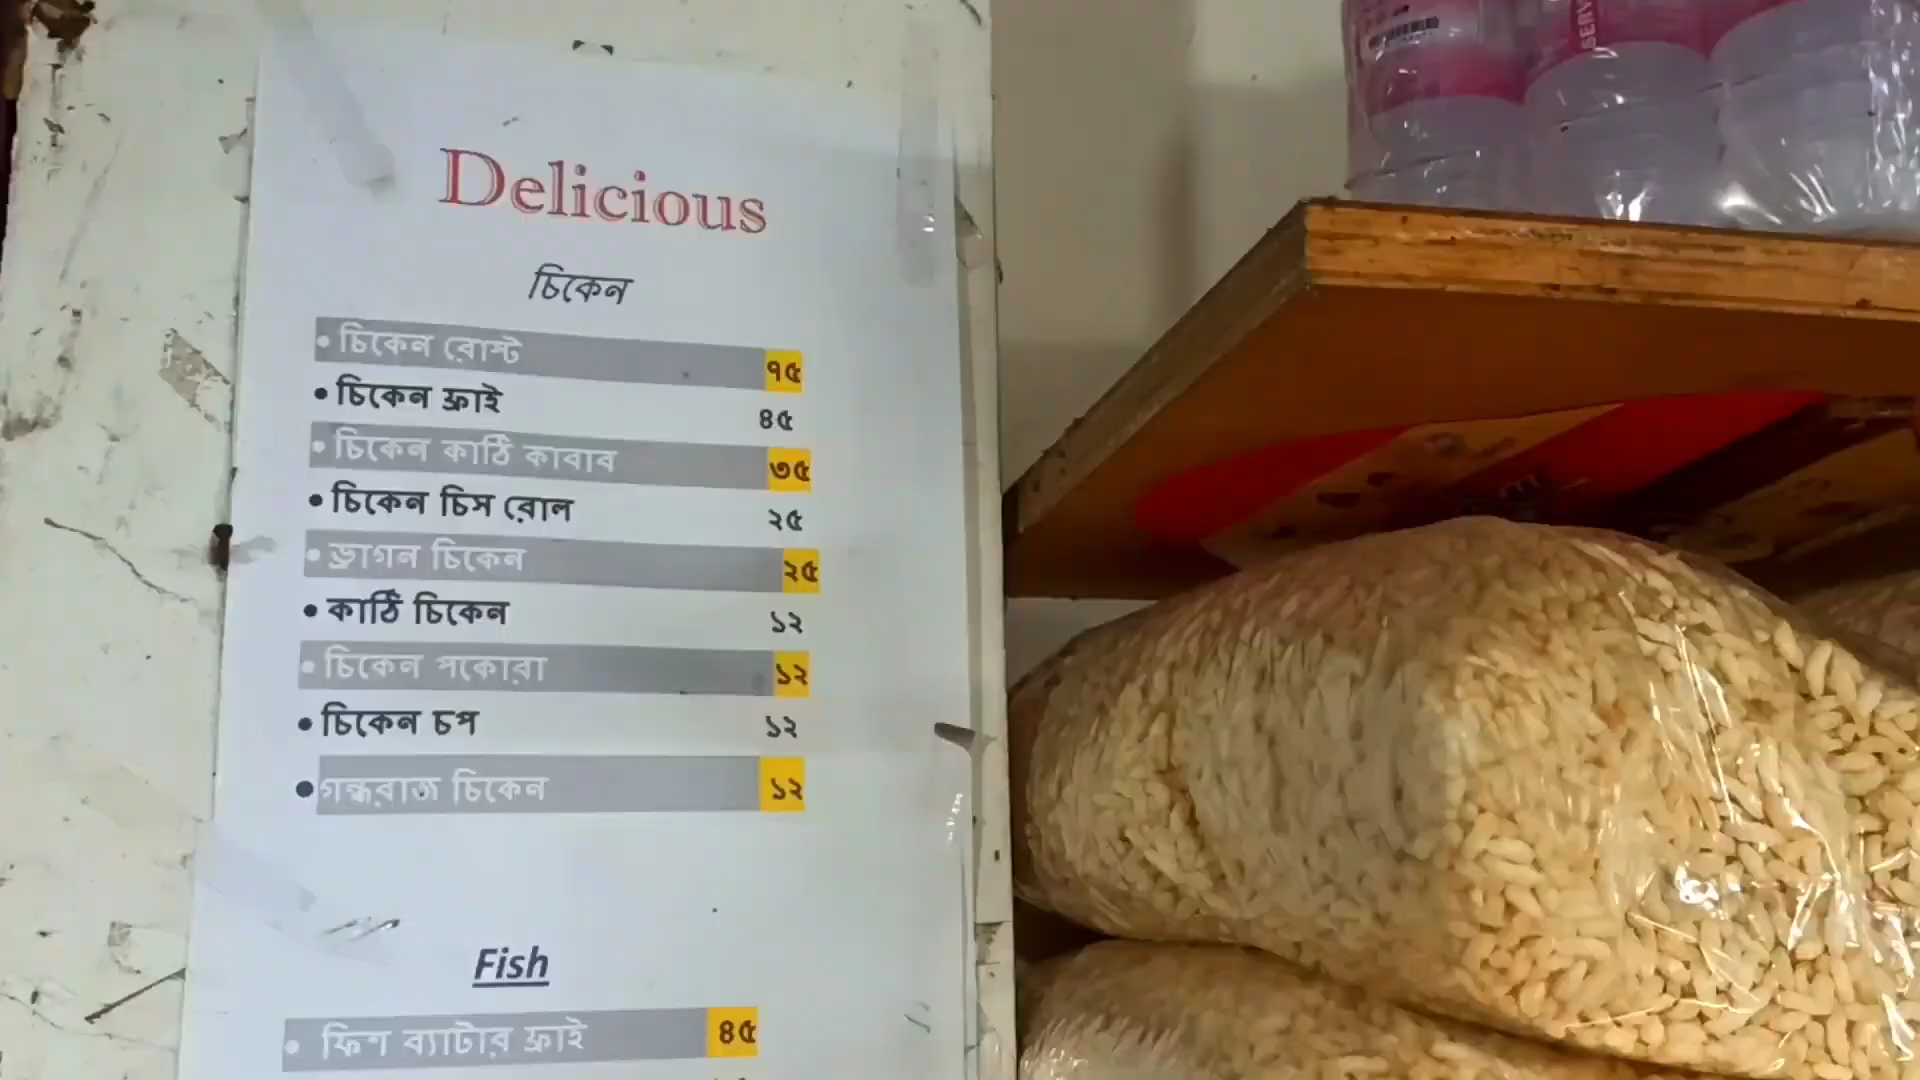 Delicious
চিকেন
• চিকেন রোস্ট ৭৫
• চিকেন ফ্রাই ৪৫
• চিকেন কাঠি কাবাব ৩৫
• চিকেন চিস রোল ২৫
• ড্রাগন চিকেন ২৫
• কাঠি চিকেন ১২
• চিকেন পকোরা ১২
• চিকেন চপ ১২
• গন্ধরাজ চিকেন ১২
Fish
• ফিশ ব্যাটার ফ্রাই ৪৫